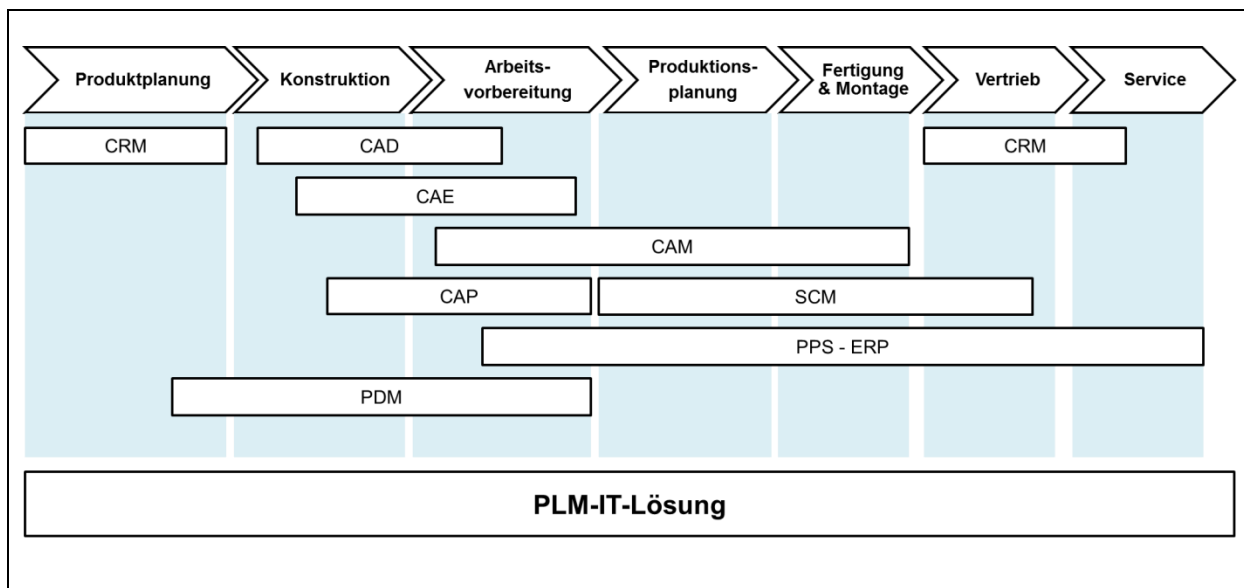 Produktplanung
Konstruktion
Arbeits-
vorbereitung
Produktions-
planung
Fertigung
& Montage
Vertrieb
Service
CRM
CAD
CRM
CAE
CAM
CAP
SCM
PPS - ERP
PDM
PLM-IT-Lösung